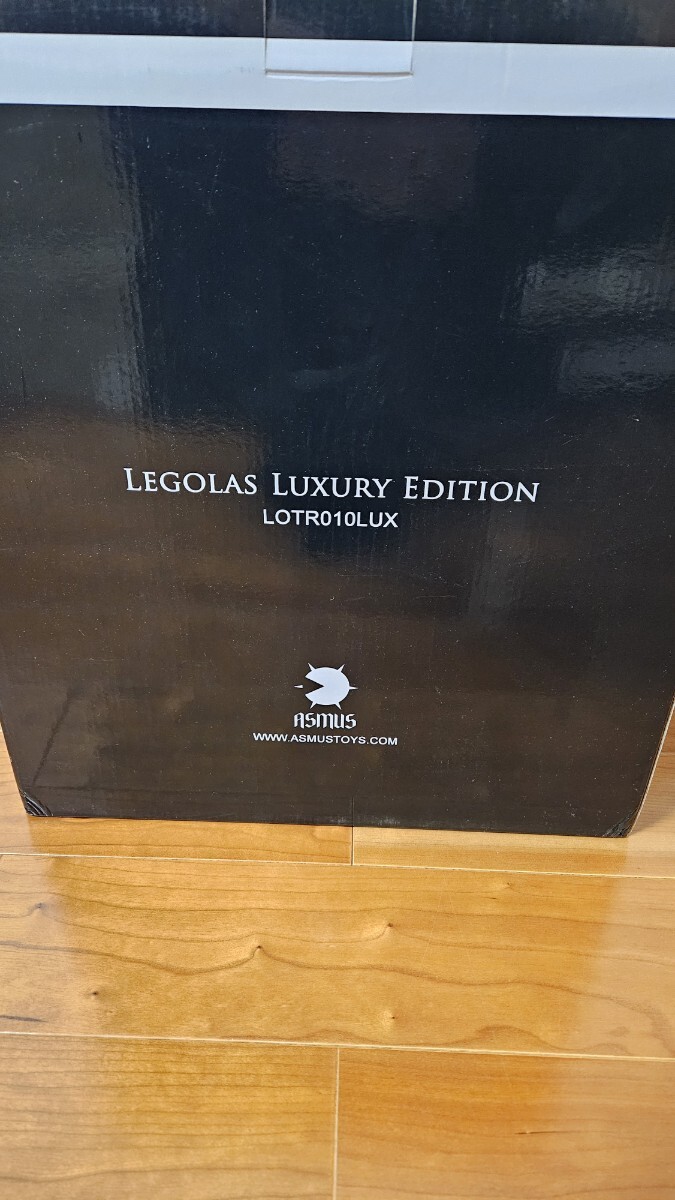 LEGOLAS LUXURY EDITION
LOTR010LUX
ASMUS
WWW.ASMUSTOYS.COM